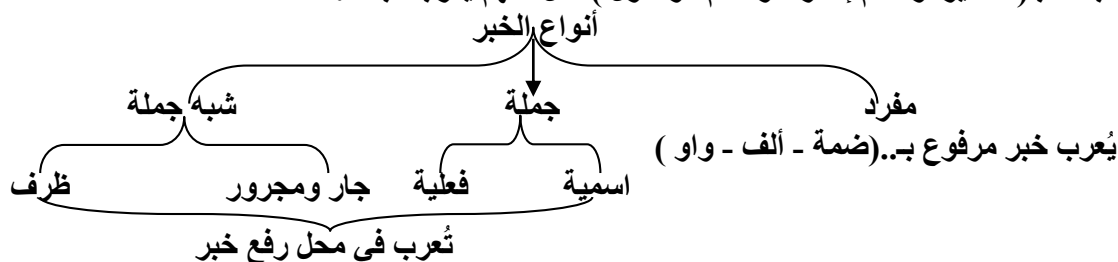 أنواع الخبر
مفرد جملة شبه جملة
يُعرب خبر مرفوع بـ..(ضمة - ألف - واو )
اسمية فعلية جار ومجرور ظرف
تُعرب في محل رفع خبر